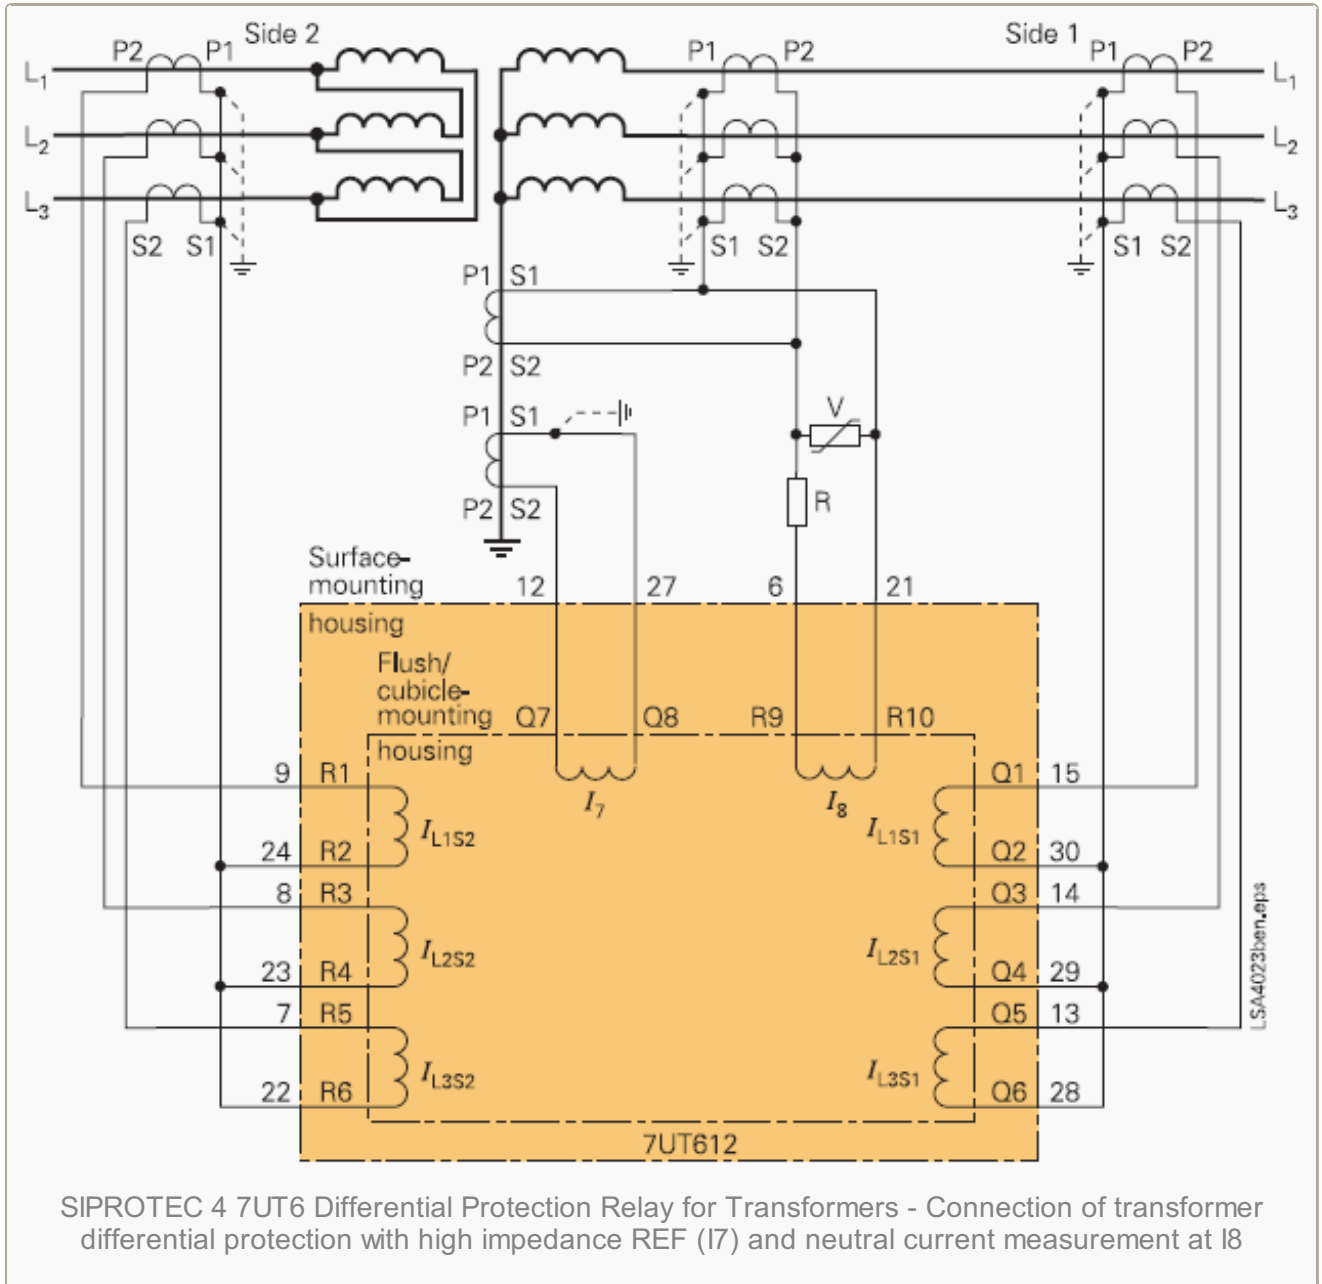 Side 2
Side 1
P2 P1
P1 P2
P1 P2
L1
L1
L2
L2
L3
L3
S2 S1
S1 S2
S1 S2
P1 S1
P2 S2
P1 S1
V
P2 S2
R
Surface-
mounting
housing
12 27 6 21
Flush/
cubicle-
mounting
housing
Q7 Q8 R9 R10
I7
I8
9 R1
Q1 15
IL1S2
IL1S1
24 R2
Q2 30
8 R3
Q3 14
IL2S2
IL2S1
23 R4
Q4 29
7 R5
Q5 13
IL3S2
IL3S1
22 R6
Q6 28
7UT612
LSA4023ben.eps
SIPROTEC 4 7UT6 Differential Protection Relay for Transformers - Connection of transformer
differential protection with high impedance REF (I7) and neutral current measurement at I8